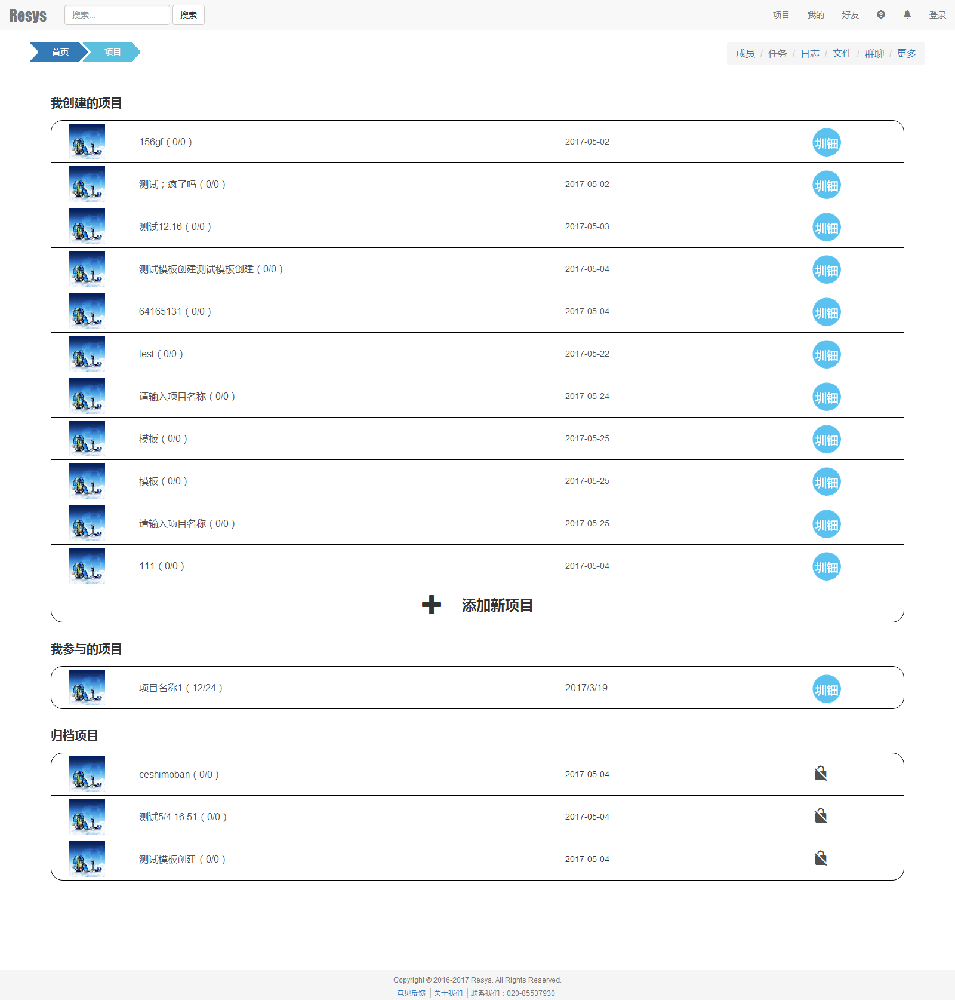 Resys 搜索... 搜索 项目 我的 好友 登录
首页 项目 成员 / 任务 / 日志 / 文件 / 群聊 / 更多
我创建的项目
156gf（0/0） 2017-05-02 圳钿
测试；疯了吗（0/0） 2017-05-02 圳钿
测试12:16（0/0） 2017-05-03 圳钿
测试模板创建测试模板创建（0/0） 2017-05-04 圳钿
64165131（0/0） 2017-05-04 圳钿
test（0/0） 2017-05-22 圳钿
请输入项目名称（0/0） 2017-05-24 圳钿
模板（0/0） 2017-05-25 圳钿
模板（0/0） 2017-05-25 圳钿
请输入项目名称（0/0） 2017-05-25 圳钿
111（0/0） 2017-05-04 圳钿
添加新项目
我参与的项目
项目名称1（12/24） 2017/3/19 圳钿
归档项目
ceshimoban（0/0） 2017-05-04
测试5/4 16:51（0/0） 2017-05-04
测试模板创建（0/0） 2017-05-04
Copyright © 2016-2017 Resys. All Rights Reserved.
意见反馈 关于我们 联系我们：020-85537930